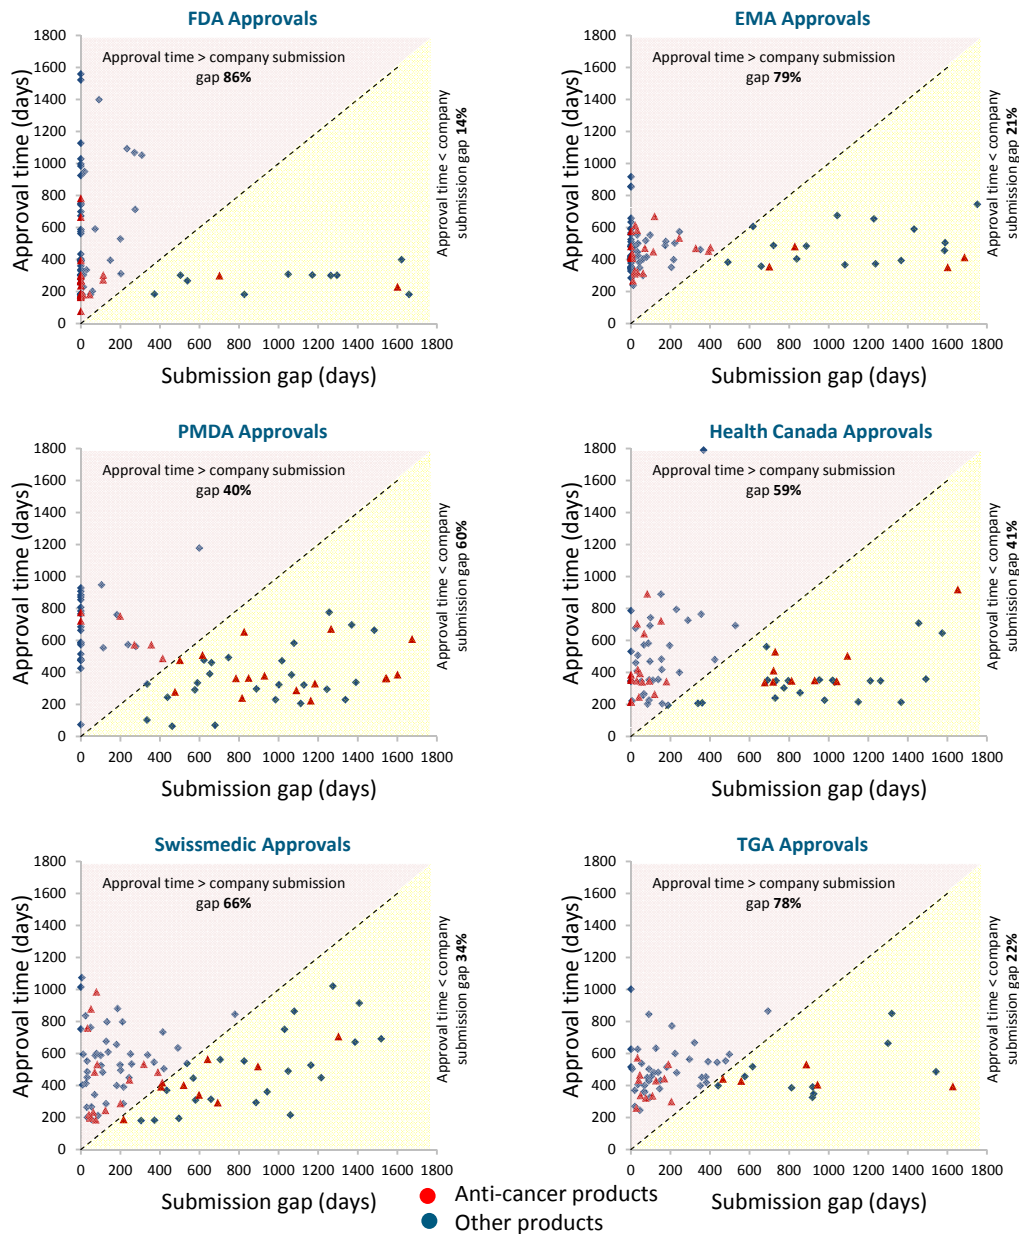 FDA Approvals
Approval time (days)
1800
1600
1400
1200
1000
800
600
400
200
0
Approval time > company submission
gap 86%
Approval time < company
submission gap 14%
0 200 400 600 800 1000 1200 1400 1600 1800
Submission gap (days)
EMA Approvals
Approval time (days)
1800
1600
1400
1200
1000
800
600
400
200
0
Approval time > company submission
gap 79%
Approval time < company
submission gap 21%
0 200 400 600 800 1000 1200 1400 1600 1800
Submission gap (days)
PMDA Approvals
Approval time (days)
1800
1600
1400
1200
1000
800
600
400
200
0
Approval time > company submission
gap 40%
Approval time < company
submission gap 60%
0 200 400 600 800 1000 1200 1400 1600 1800
Submission gap (days)
Health Canada Approvals
Approval time (days)
1800
1600
1400
1200
1000
800
600
400
200
0
Approval time > company submission
gap 59%
Approval time < company
submission gap 41%
0 200 400 600 800 1000 1200 1400 1600 1800
Submission gap (days)
Swissmedic Approvals
Approval time (days)
1800
1600
1400
1200
1000
800
600
400
200
0
Approval time > company submission
gap 66%
Approval time < company
submission gap 34%
0 200 400 600 800 1000 1200 1400 1600 1800
Submission gap (days)
TGA Approvals
Approval time (days)
1800
1600
1400
1200
1000
800
600
400
200
0
Approval time > company submission
gap 78%
Approval time < company
submission gap 22%
0 200 400 600 800 1000 1200 1400 1600 1800
Submission gap (days)
Anti-cancer products
Other products